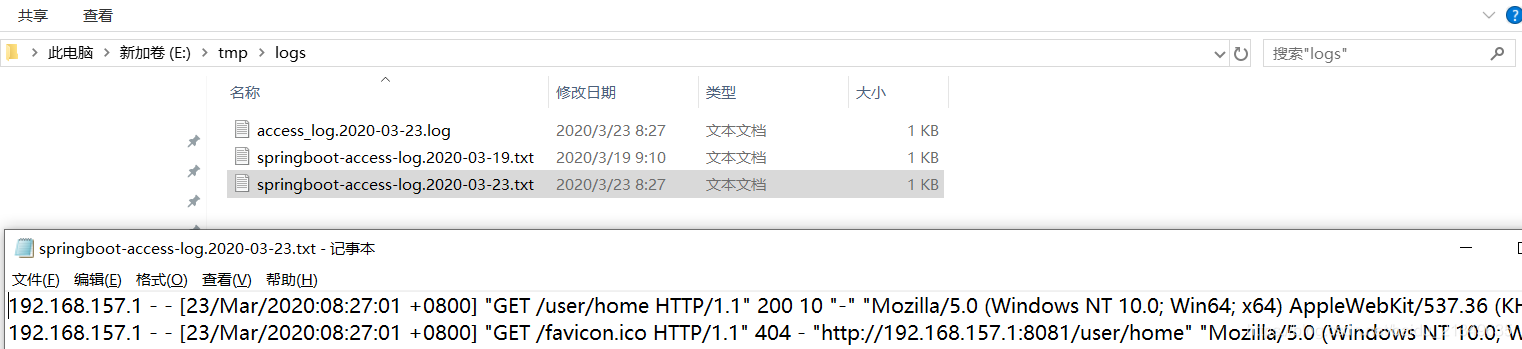 共享 查看
此电脑 新加卷 (E:) tmp logs 搜索"logs"
名称 修改日期 类型 大小
access_log.2020-03-23.log 2020/3/23 8:27 文本文档 1 KB
springboot-access-log.2020-03-19.txt 2020/3/19 9:10 文本文档 1 KB
springboot-access-log.2020-03-23.txt 2020/3/23 8:27 文本文档 1 KB
springboot-access-log.2020-03-23.txt - 记事本
文件(F) 编辑(E) 格式(O) 查看(V) 帮助(H)
192.168.157.1 - - [23/Mar/2020:08:27:01 +0800] "GET /user/home HTTP/1.1" 200 10 "-" "Mozilla/5.0 (Windows NT 10.0; Win64; x64) AppleWebKit/537.36 (KH
192.168.157.1 - - [23/Mar/2020:08:27:01 +0800] "GET /favicon.ico HTTP/1.1" 404 - "http://192.168.157.1:8081/user/home" "Mozilla/5.0 (Windows NT 10.0; W